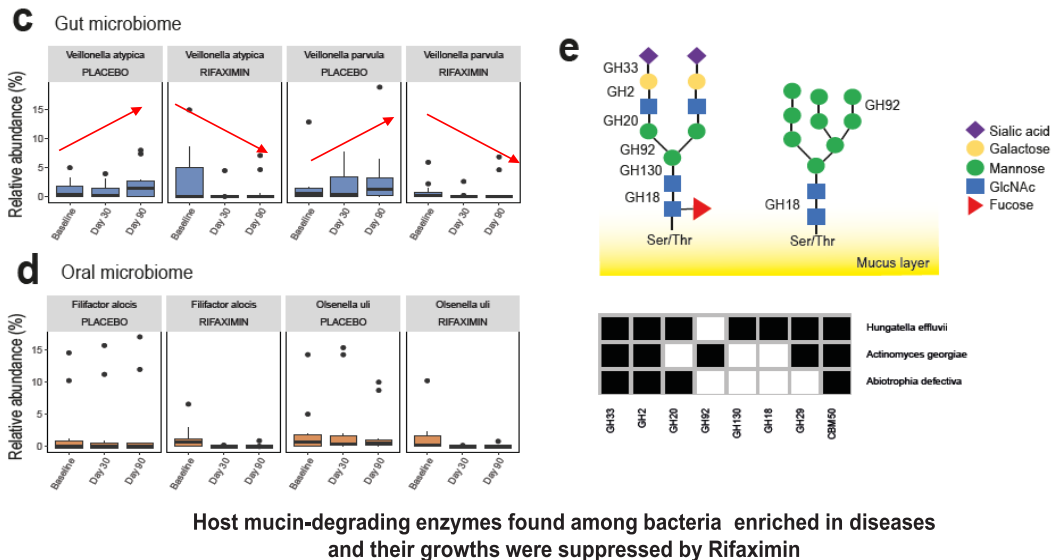 c Gut microbiome
Veillonella atypica Veillonella atypica Veillonella parvula Veillonella parvula
PLACEBO RIFAXIMIN PLACEBO RIFAXIMIN
Relative abundance (%)
15
10
5
0
Baseline Day 30 Day 90 Baseline Day 30 Day 90 Baseline Day 30 Day 90 Baseline Day 30 Day 90
d Oral microbiome
Filifactor alocis Filifactor alocis Olsenella uli Olsenella uli
PLACEBO RIFAXIMIN PLACEBO RIFAXIMIN
Relative abundance (%)
15
10
5
0
Baseline Day 30 Day 90 Baseline Day 30 Day 90 Baseline Day 30 Day 90 Baseline Day 30 Day 90
e
GH33
GH2
GH20
GH92
GH130
GH18
Ser/Thr
GH92
GH18
Ser/Thr
Mucus layer
Sialic acid
Galactose
Mannose
GlcNAc
Fucose
Hungatella effluvii
Actinomyces georgiae
Abiotrophia defectiva
GH33 GH2 GH20 GH92 GH130 GH18 GH29 CBM50
Host mucin-degrading enzymes found among bacteria enriched in diseases
and their growths were suppressed by Rifaximin